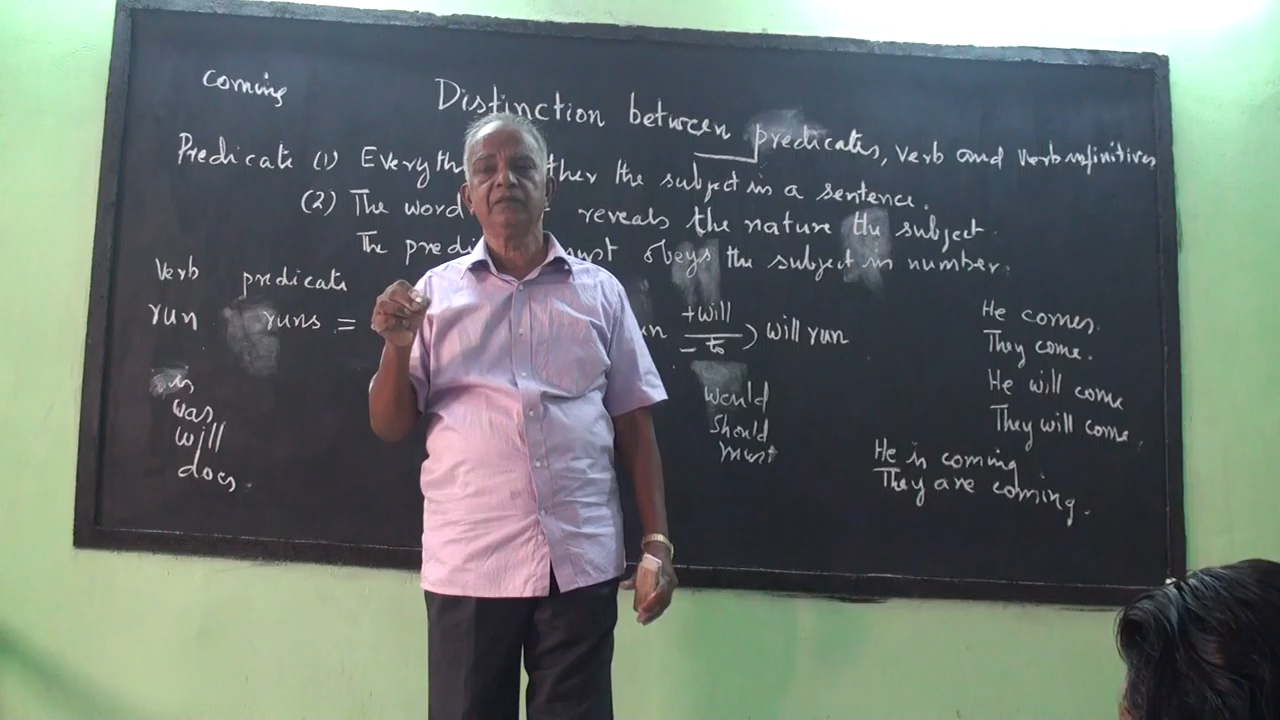 coming
Distinction between predicates, verb and verb infinitives
Predicate (1) Everyth ther the subject in a sentence.
(2) The word reveals the nature the subject.
The predi must obeys the subject in number.
verb predicate
run runs = un +will - to ) will run
is
was
will
does.
would
should
must
He comes.
They come.
He will come
They will come.
He is coming
They are coming.